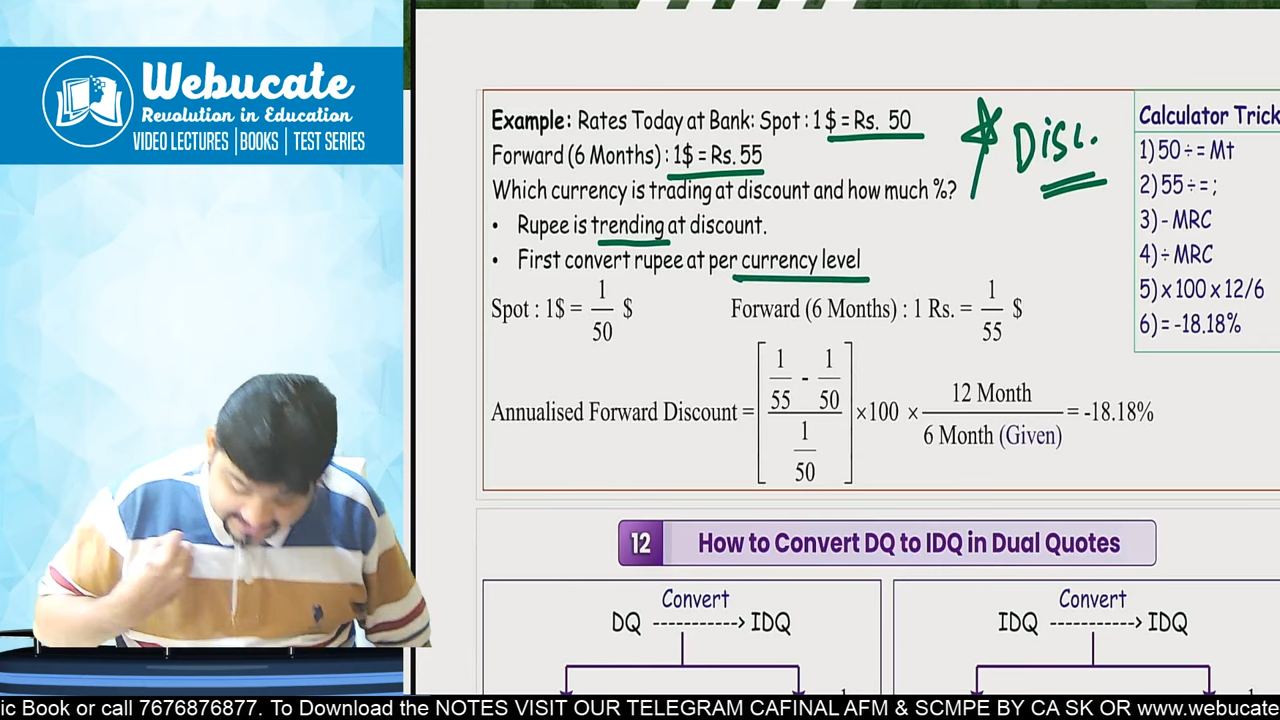 Webucate
Revolution in Education
VIDEO LECTURES | BOOKS | TEST SERIES
Example: Rates Today at Bank: Spot : 1 $ = Rs. 50
Forward (6 Months) : 1$ = Rs. 55
Which currency is trading at discount and how much %?
• Rupee is trending at discount.
• First convert rupee at per currency level
Spot : 1$ = 1/50 $ Forward (6 Months) : 1 Rs. = 1/55 $
Annualised Forward Discount = [(1/55 - 1/50) / (1/50)] ×100 × 12 Month / 6 Month (Given) = -18.18%
Disc.
Calculator Trick
1) 50 ÷ = Mt
2) 55 ÷ = ;
3) - MRC
4) ÷ MRC
5) x 100 x 12/6
6) = -18.18%
12 How to Convert DQ to IDQ in Dual Quotes
Convert
DQ -----------> IDQ
Convert
IDQ -----------> IDQ
ic Book or call 7676876877. To Download the NOTES VISIT OUR TELEGRAM CAFINAL AFM & SCMPE BY CA SK OR www.webucate